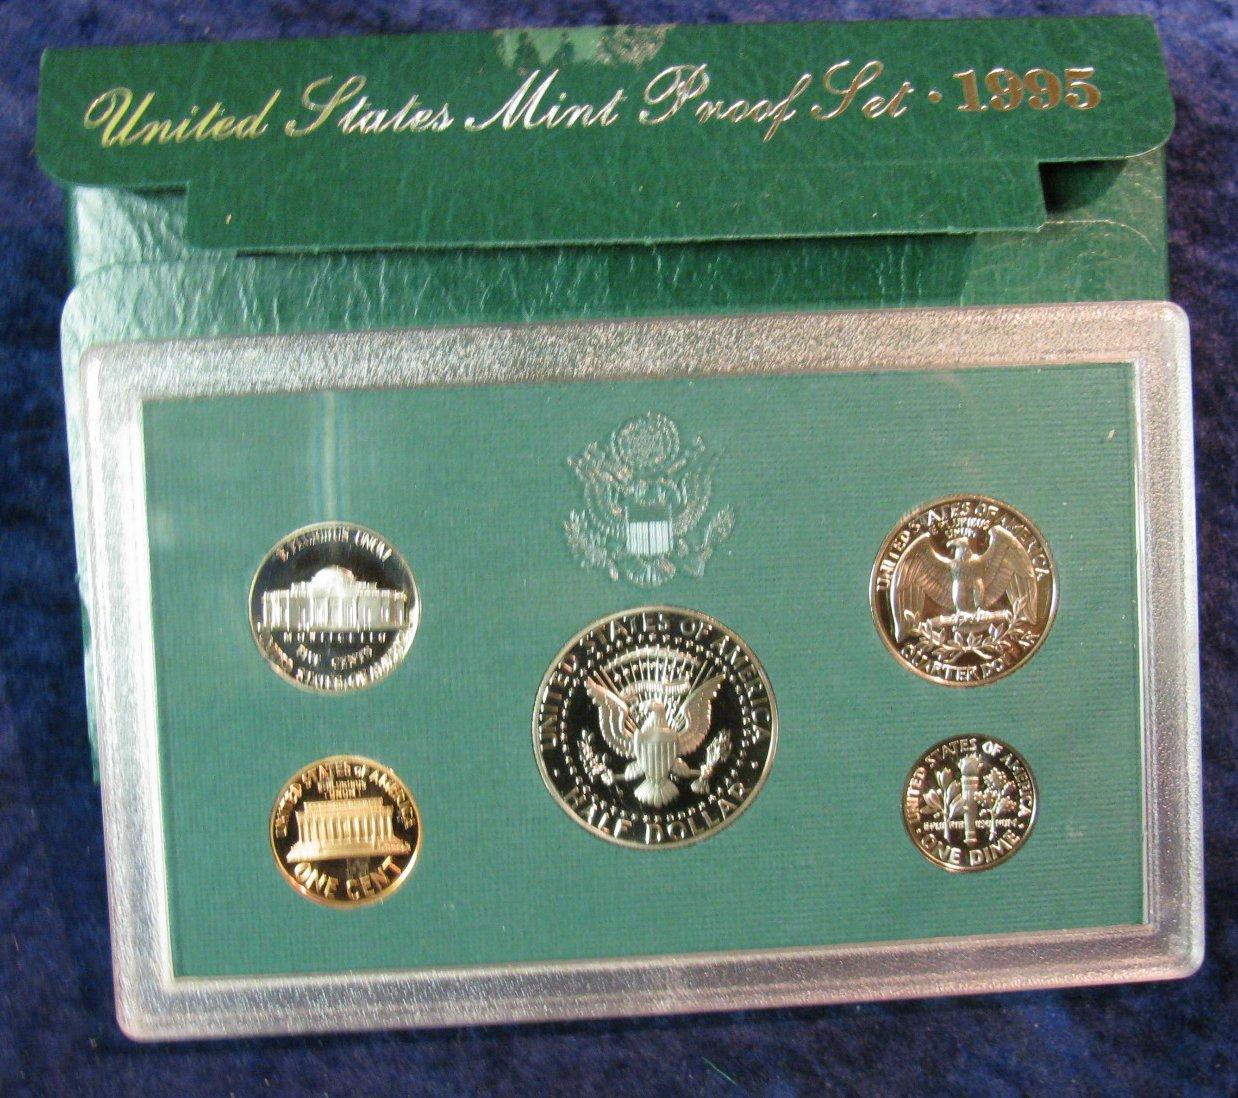 United States Mint Proof Set · 1995
E PLURIBUS UNUM
MONTICELLO
FIVE CENTS
STATES OF AMERICA
UNITED STATES OF AMERICA
E PLURIBUS UNUM
QUARTER DOLLAR
UNITED STATES OF AMERICA
HALF DOLLAR
UNITED STATES OF AMERICA
E PLURIBUS UNUM
ONE CENT
UNITED STATES OF AMERICA
E PLURIBUS UNUM
ONE DIME